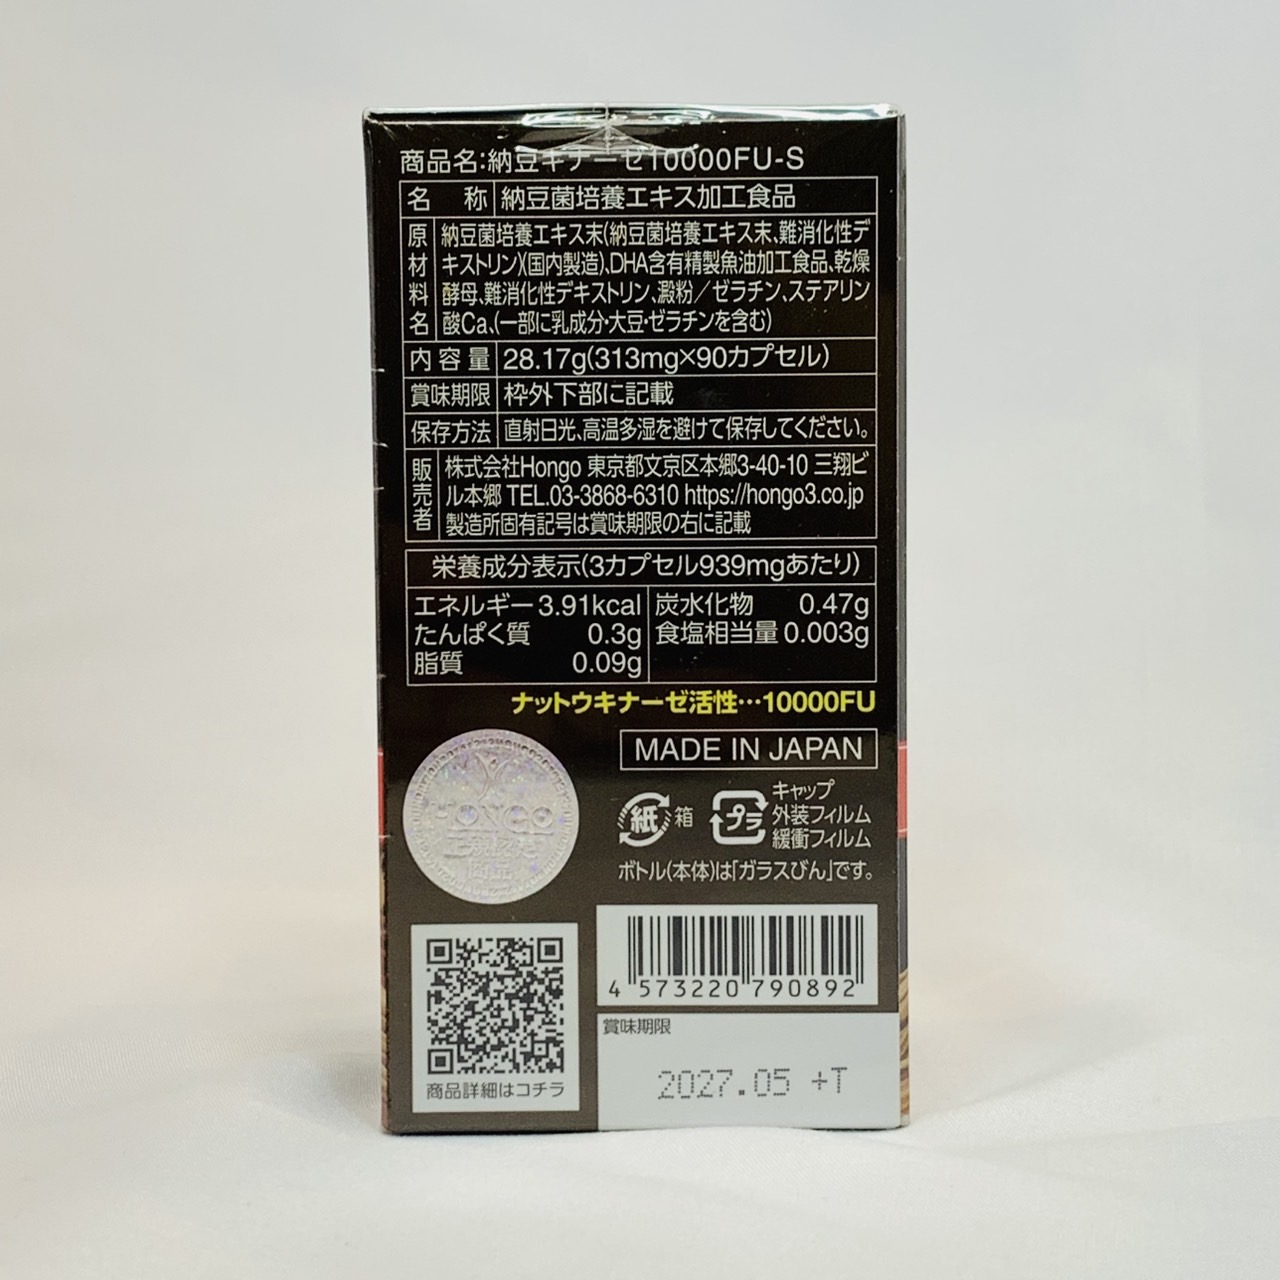 商品名:納豆キナーゼ10000FU-S
名 称 納豆菌培養エキス加工食品
原材料名 納豆菌培養エキス末(納豆菌培養エキス末、難消化性デ
キストリン)(国内製造)、DHA含有精製魚油加工食品、乾燥
酵母、難消化性デキストリン、澱粉/ゼラチン、ステアリン
酸Ca、(一部に乳成分・大豆・ゼラチンを含む)
内容量 28.17g(313mg×90カプセル)
賞味期限 枠外下部に記載
保存方法 直射日光、高温多湿を避けて保存してください。
販売者 株式会社Hongo 東京都文京区本郷3-40-10 三翔ビ
ル本郷 TEL.03-3868-6310 https://hongo3.co.jp
製造所固有記号は賞味期限の右に記載
栄養成分表示(3カプセル939mgあたり)
エネルギー 3.91kcal 炭水化物 0.47g
たんぱく質 0.3g 食塩相当量 0.003g
脂質 0.09g
ナットウキナーゼ活性…10000FU
MADE IN JAPAN
紙 箱 プラ キャップ
外装フィルム
緩衝フィルム
ボトル(本体)は「ガラスびん」です。
HONGO
正規認定
商品
4 573220 790892
賞味期限
2027.05 +T
商品詳細はコチラ